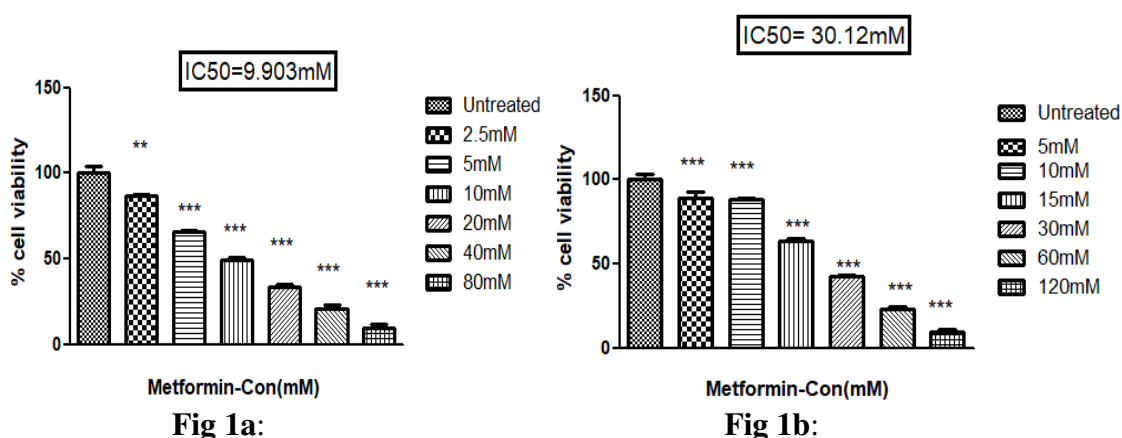 IC50=9.903mM
150
100
50
0
% cell viability
**
***
***
***
***
***
Metformin-Con(mM)
Untreated
2.5mM
5mM
10mM
20mM
40mM
80mM
Fig 1a:
IC50= 30.12mM
150
100
50
0
% cell viability
***
***
***
***
***
***
Metformin-Con(mM)
Untreated
5mM
10mM
15mM
30mM
60mM
120mM
Fig 1b: